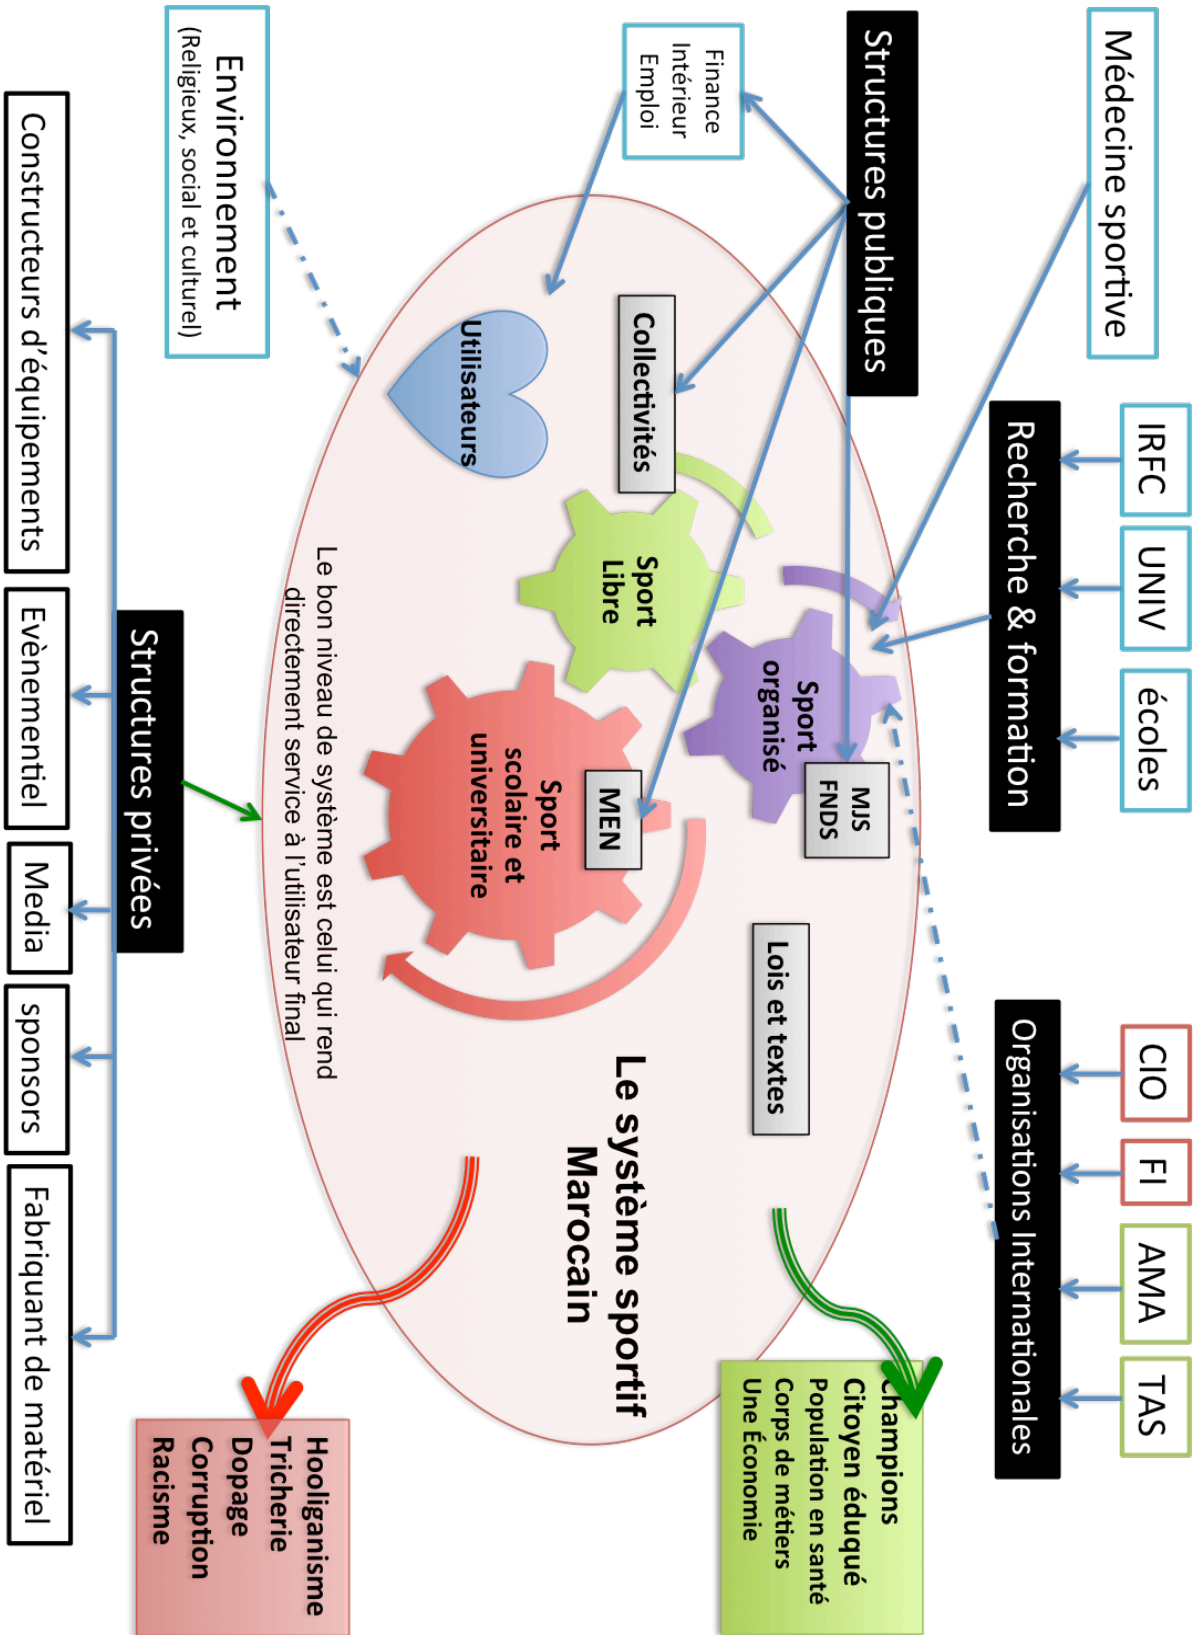 Médecine sportive
IRFC
UNIV
écoles
CIO
FI
AMA
TAS
Recherche & formation
Organisations Internationales
Structures publiques
Finance
Intérieur
Emploi
Collectivités
Utilisateurs
Sport
Libre
Sport
organisé
MJS
FNDS
MEN
Sport
scolaire et
universitaire
Lois et textes
Le système sportif
Marocain
Le bon niveau de système est celui qui rend
directement service à l'utilisateur final
Champions
Citoyen éduqué
Population en santé
Corps de métiers
Une Économie
Hooliganisme
Tricherie
Dopage
Corruption
Racisme
Environnement
(Religieux, social et culturel)
Structures privées
Constructeurs d'équipements
Evènementiel
Media
sponsors
Fabriquant de matériel